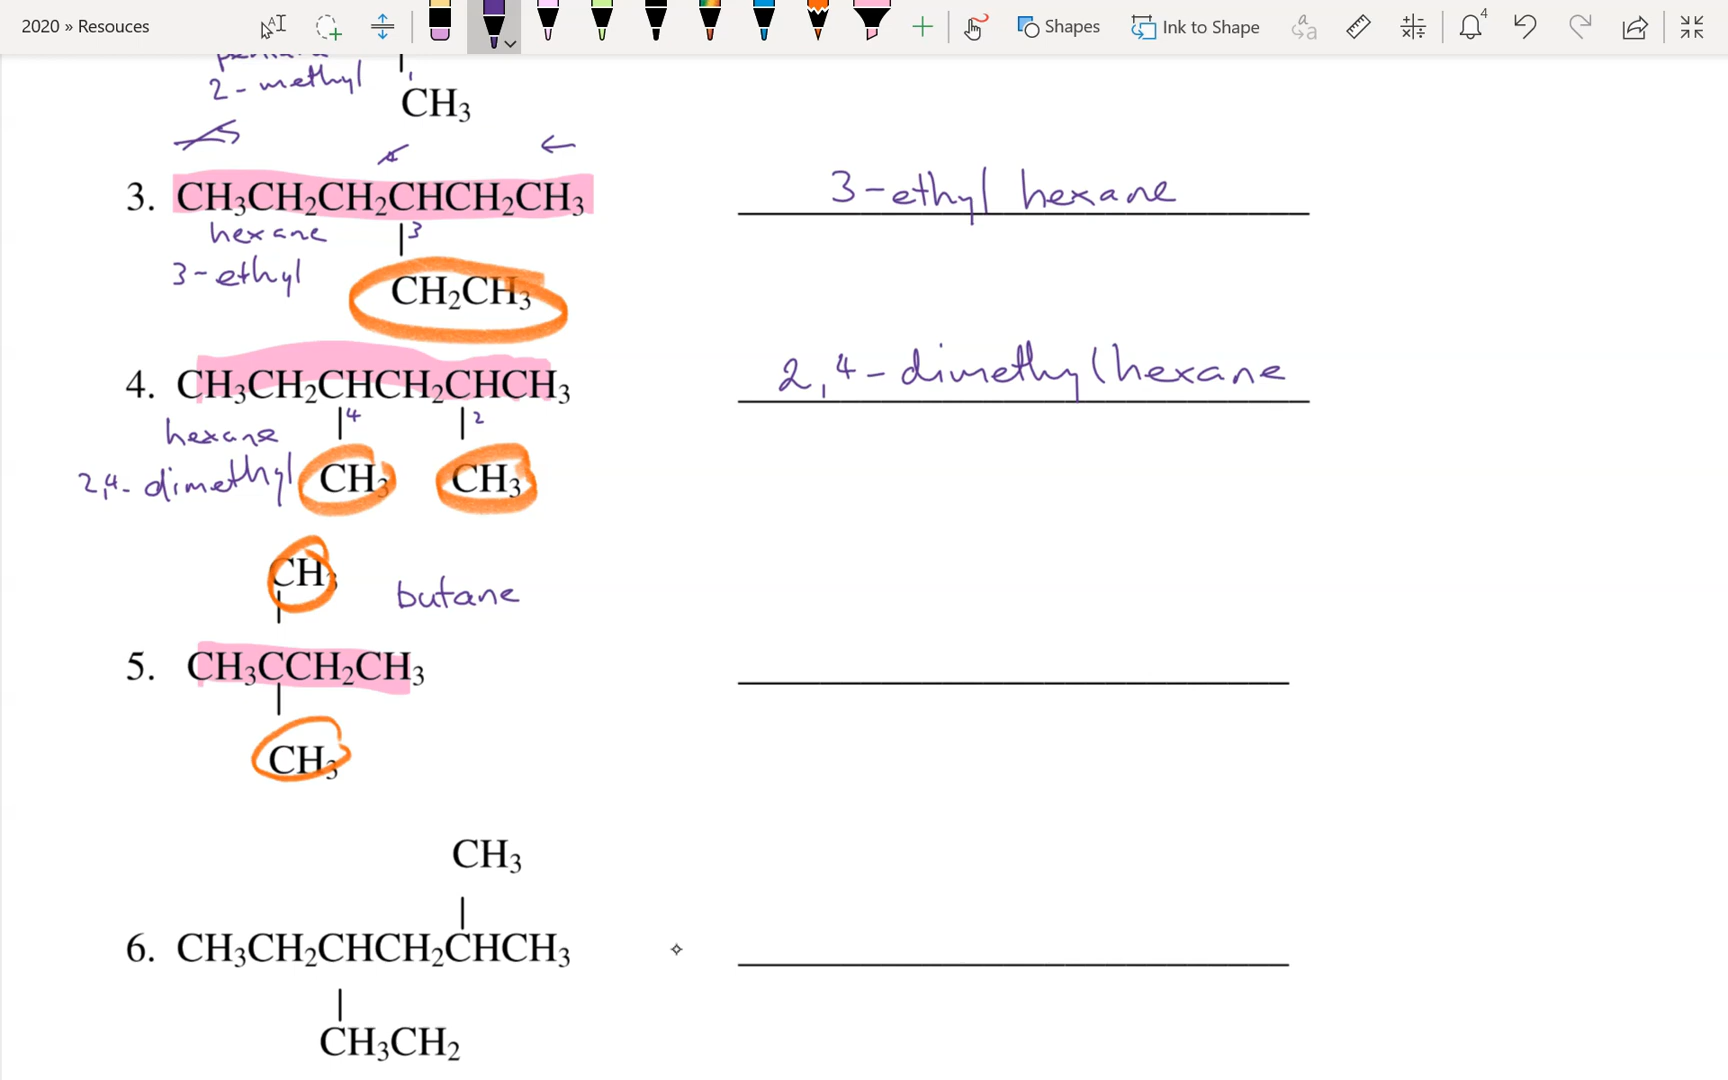 2020 » Resouces
Shapes
Ink to Shape
4
2 - methyl
CH₃
3. CH₃CH₂CH₂CHCH₂CH₃
3-ethyl hexane
hexane
3
3-ethyl
CH₂CH₃
4. CH₃CH₂CHCH₂CHCH₃
2,4-dimethylhexane
4 2
hexane
2,4- dimethyl CH₃ CH₃
CH₃
butane
5. CH₃CCH₂CH₃
CH₃
CH₃
6. CH₃CH₂CHCH₂CHCH₃
CH₃CH₂